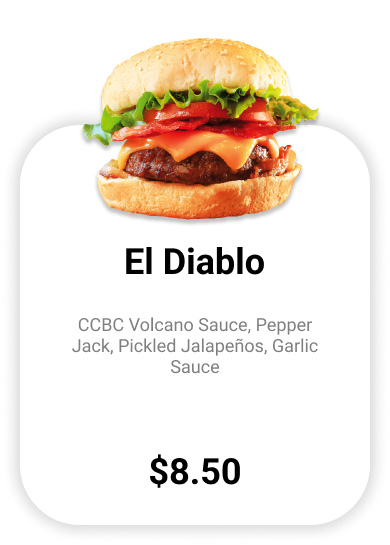 El Diablo
CCBC Volcano Sauce, Pepper
Jack, Pickled Jalapeños, Garlic
Sauce
$8.50